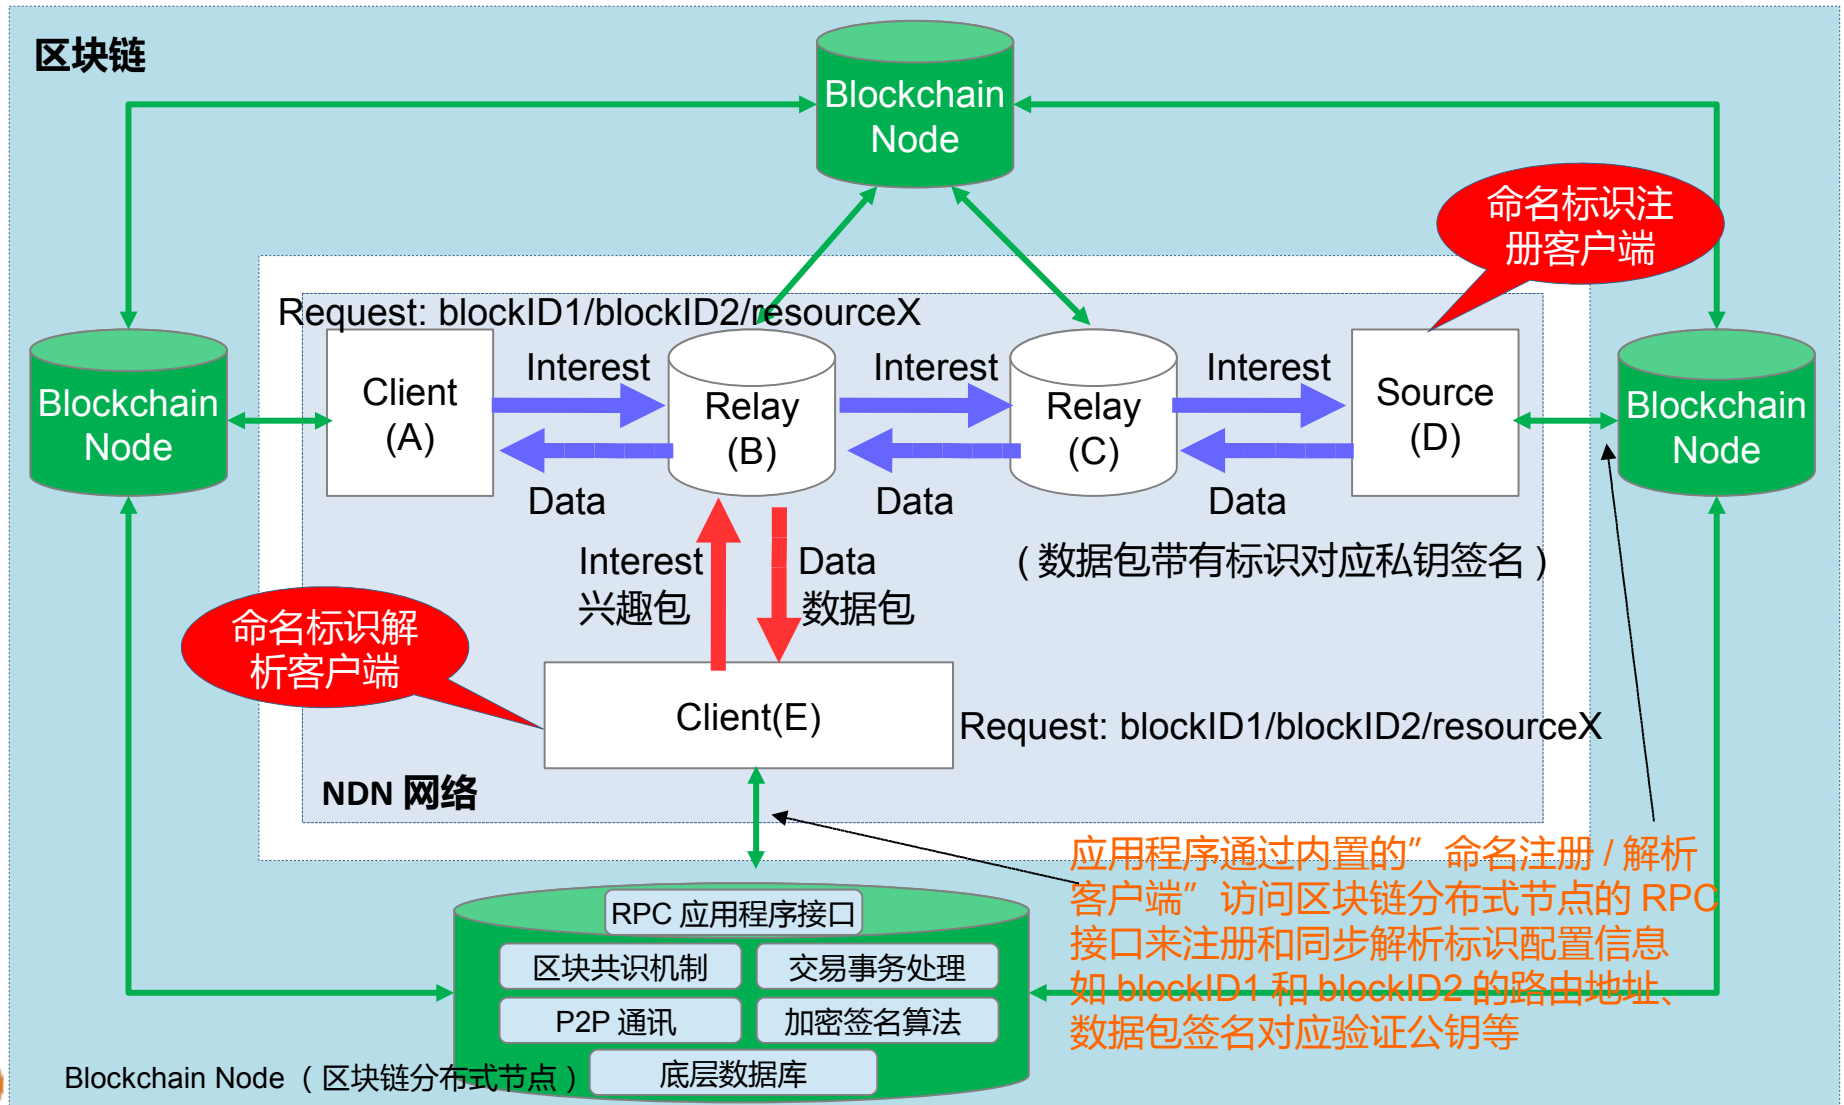 区块链
Blockchain
Node
命名标识注
册客户端
Request: blockID1/blockID2/resourceX
Blockchain
Node
Client
(A)
Interest
Data
Relay
(B)
Interest
Data
Relay
(C)
Interest
Data
Source
(D)
Blockchain
Node
Interest
兴趣包
Data
数据包
（数据包带有标识对应私钥签名）
命名标识解
析客户端
Client(E)
Request: blockID1/blockID2/resourceX
NDN 网络
应用程序通过内置的”命名注册 / 解析
客户端”访问区块链分布式节点的 RPC
接口来注册和同步解析标识配置信息
如 blockID1 和 blockID2 的路由地址、
数据包签名对应验证公钥等
RPC 应用程序接口
区块共识机制
交易事务处理
P2P 通讯
加密签名算法
底层数据库
Blockchain Node（区块链分布式节点）